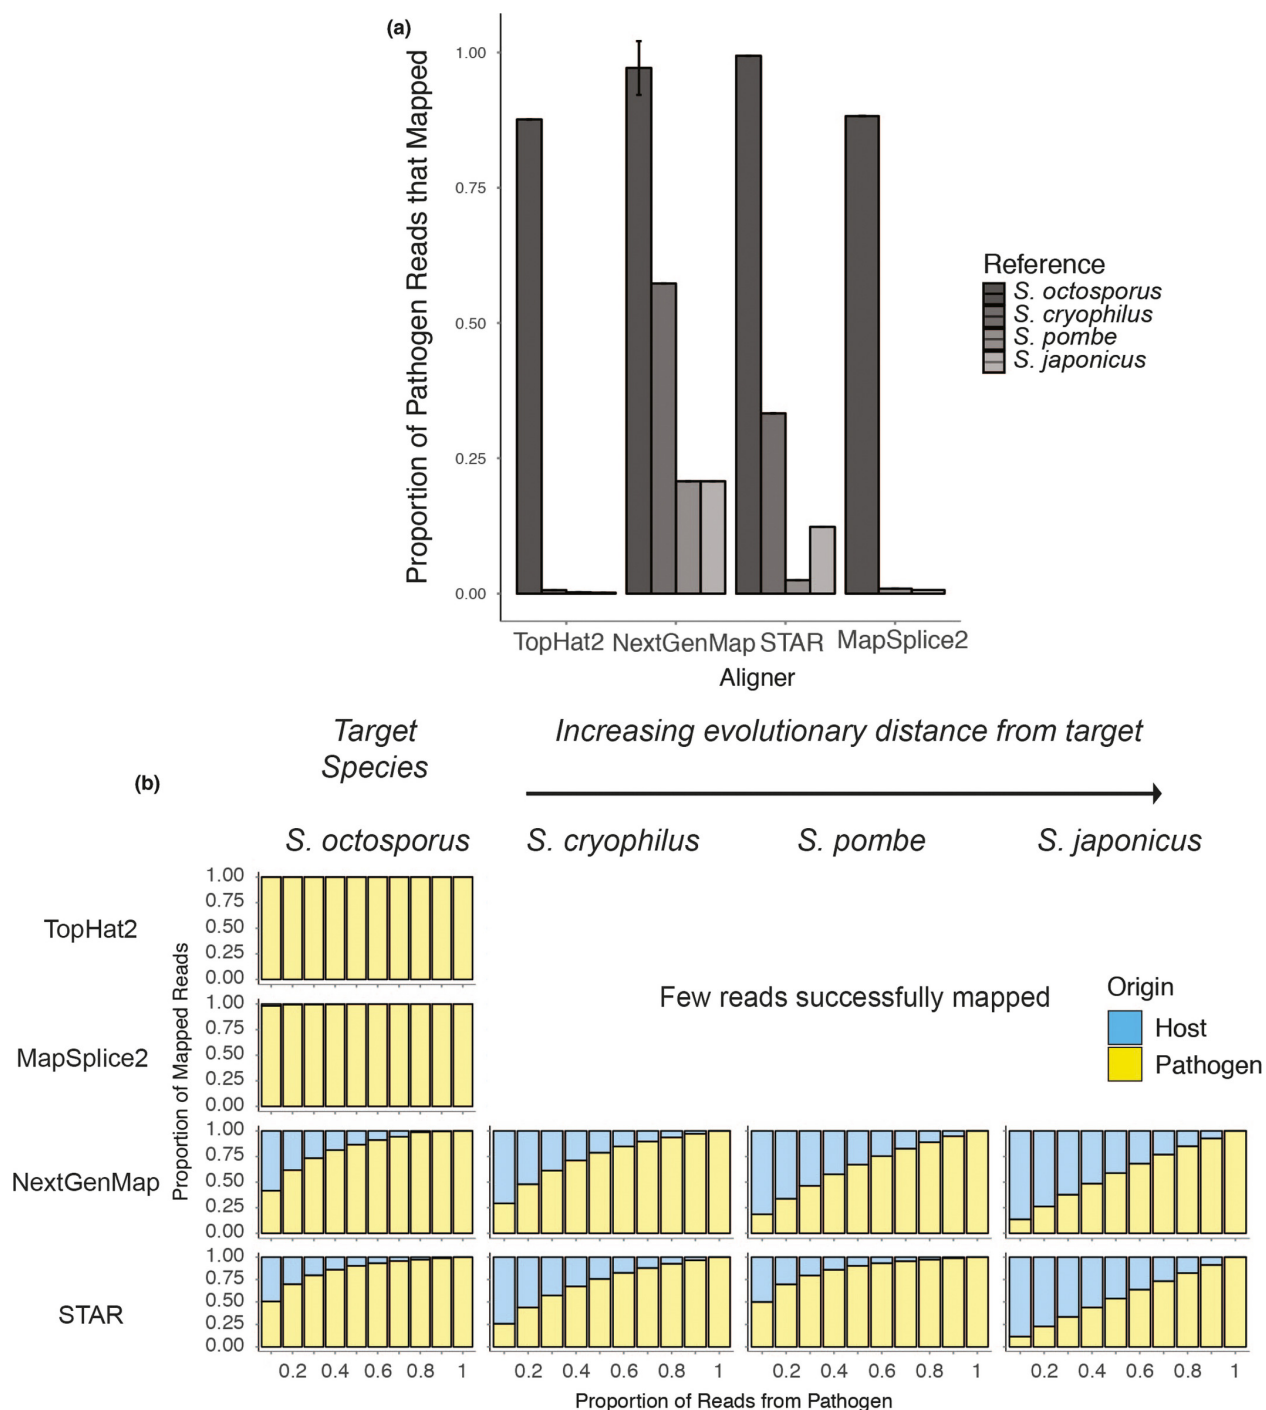 (a)
Proportion of Pathogen Reads that Mapped
1.00
0.75
0.50
0.25
0.00
TopHat2 NextGenMap STAR MapSplice2
Aligner
Reference
S. octosporus
S. cryophilus
S. pombe
S. japonicus
Target
Species
Increasing evolutionary distance from target
(b)
S. octosporus S. cryophilus S. pombe S. japonicus
Proportion of Mapped Reads
TopHat2
1.00
0.75
0.50
0.25
0.00
MapSplice2
1.00
0.75
0.50
0.25
0.00
Few reads successfully mapped
Origin
Host
Pathogen
NextGenMap
1.00
0.75
0.50
0.25
0.00
STAR
1.00
0.75
0.50
0.25
0.00
0.2 0.4 0.6 0.8 1 0.2 0.4 0.6 0.8 1 0.2 0.4 0.6 0.8 1 0.2 0.4 0.6 0.8 1
Proportion of Reads from Pathogen